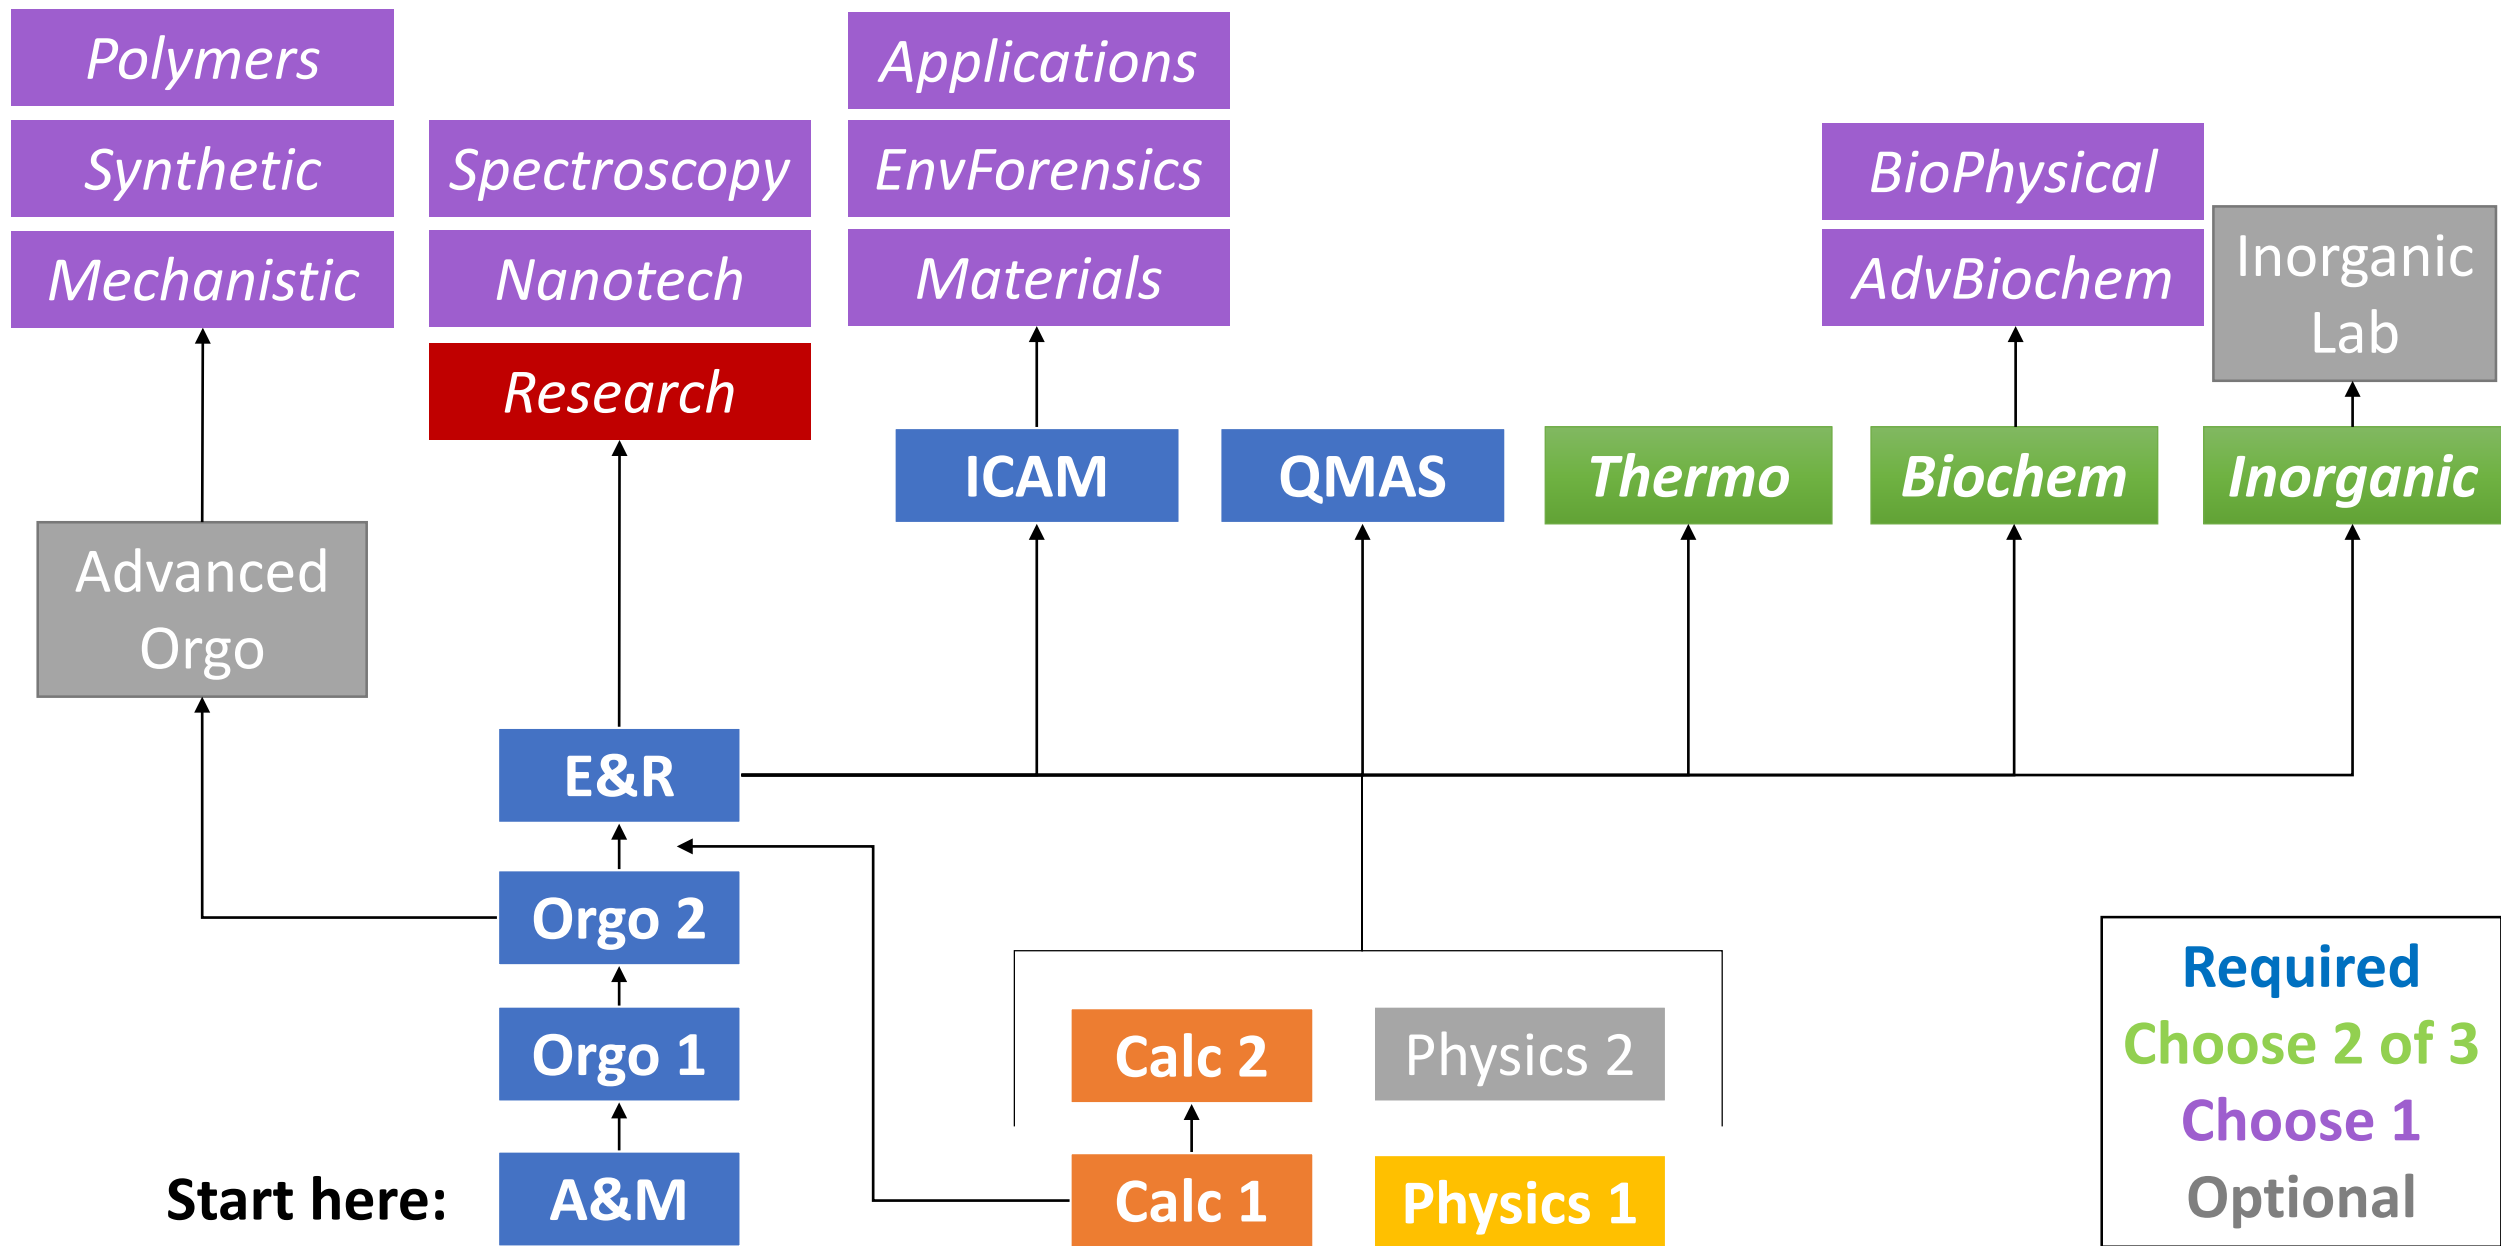 Polymers
Synthetic
Mechanistic
Spectroscopy
Nanotech
Research
Applications
EnvForensics
Materials
BioPhysical
AdvBiochem
Inorganic
Lab
ICAM
QMAS
Thermo
Biochem
Inorganic
Advanced
Orgo
E&R
Orgo 2
Orgo 1
Start here:
A&M
Calc 2
Physics 2
Calc 1
Physics 1
Required
Choose 2 of 3
Choose 1
Optional